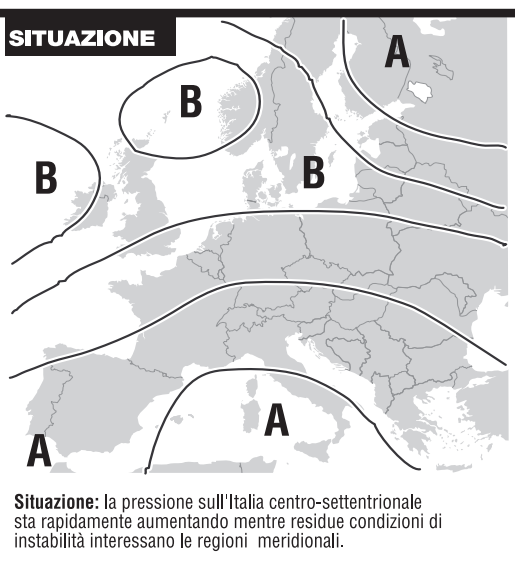 SITUAZIONE
A
B
B
B
A
A
Situazione: la pressione sull'Italia centro-settentrionale
sta rapidamente aumentando mentre residue condizioni di
instabilità interessano le regioni meridionali.